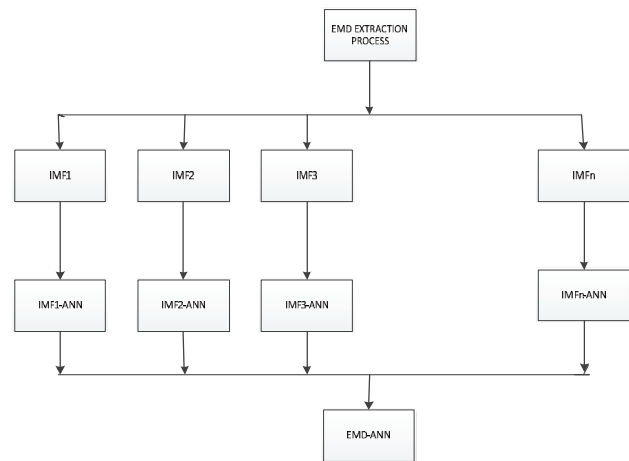 EMD EXTRACTION
PROCESS
IMF1
IMF2
IMF3
IMFn
IMF1-ANN
IMF2-ANN
IMF3-ANN
IMFn-ANN
EMD-ANN